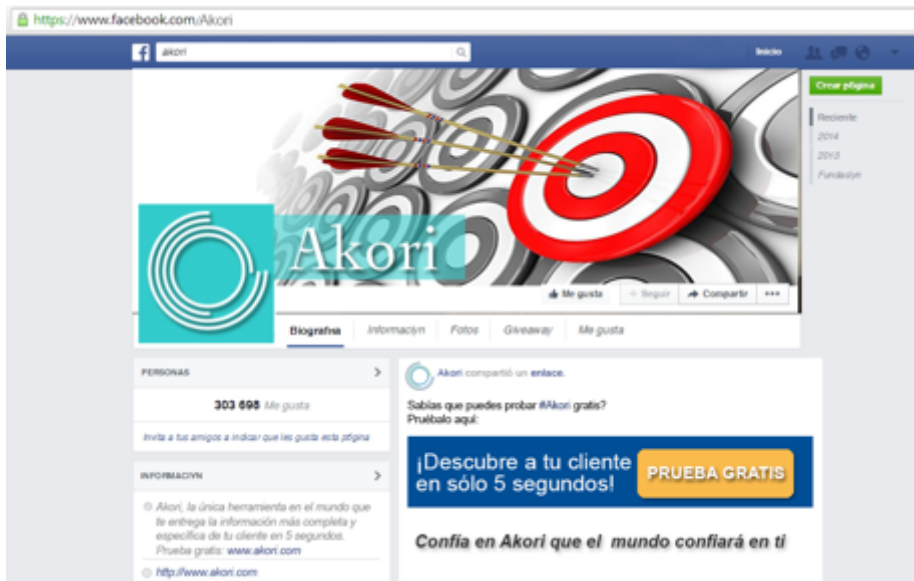 https://www.facebook.com/Akori
akori
Inicio
Crear página
Reciente
2014
2013
Fundasiyn
Akori
Me gusta
Seguir
Compartir
Biografna
Informaciyn
Fotos
Giveaway
Me gusta
PERSONAS
303 695 Me gusta
Invita a tus amigos a indicar que les gusta esta página
INFORMACIYN
Akori, la única herramienta en el mundo que
te entrega la información más completa y
especifica de tu cliente en 5 segundos.
Prueba gratis: www.akori.com
http://www.akori.com
Akori compartió un enlace.
Sabías que puedes probar #Akori gratis?
Pruébalo aquí:
¡Descubre a tu cliente
en sólo 5 segundos!
PRUEBA GRATIS
Confía en Akori que el mundo confiará en ti